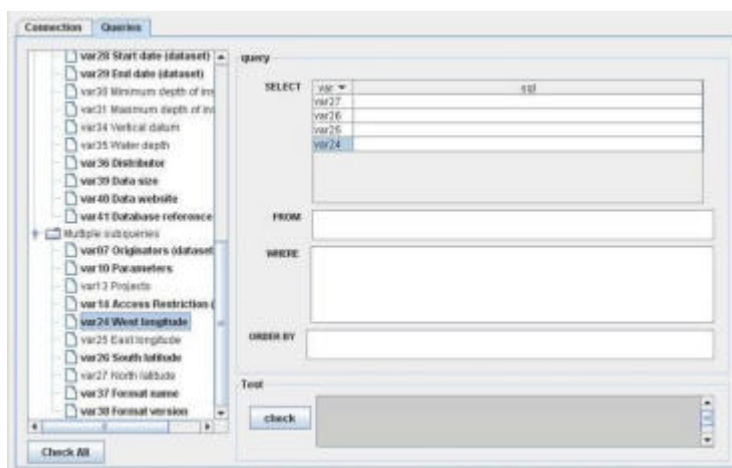 Connection Queries
var28 Start date (dataset)
var29 End date (dataset)
var30 Minimum depth of ins
var31 Maximum depth of ins
var34 Vertical datum
var35 Water depth
var36 Distributor
var39 Data size
var40 Data website
var41 Database reference
Multiple subqueries
var07 Originators (dataset
var10 Parameters
var13 Projects
var14 Access Restriction (
var24 West longitude
var25 East longitude
var26 South latitude
var27 North latitude
var37 Format name
var38 Format version
Check All
query
SELECT var sql
var27
var26
var25
var24
FROM
WHERE
ORDER BY
Test
check